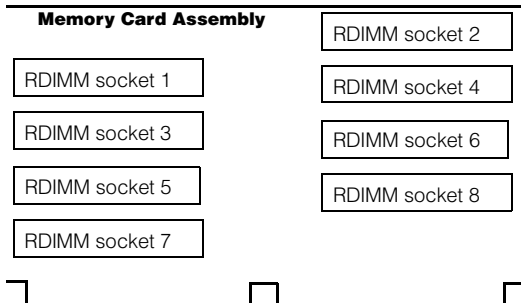 Memory Card Assembly
RDIMM socket 2
RDIMM socket 1
RDIMM socket 4
RDIMM socket 3
RDIMM socket 6
RDIMM socket 5
RDIMM socket 8
RDIMM socket 7